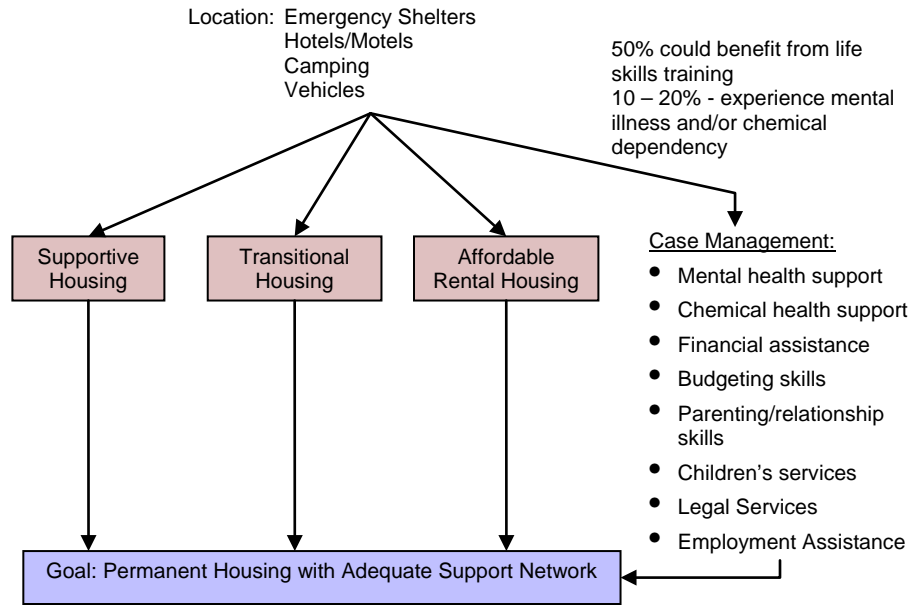 Location: Emergency Shelters
Hotels/Motels
Camping
Vehicles
50% could benefit from life
skills training
10 – 20% - experience mental
illness and/or chemical
dependency
Supportive
Housing
Transitional
Housing
Affordable
Rental Housing
Case Management:
• Mental health support
• Chemical health support
• Financial assistance
• Budgeting skills
• Parenting/relationship
skills
• Children’s services
• Legal Services
• Employment Assistance
Goal: Permanent Housing with Adequate Support Network